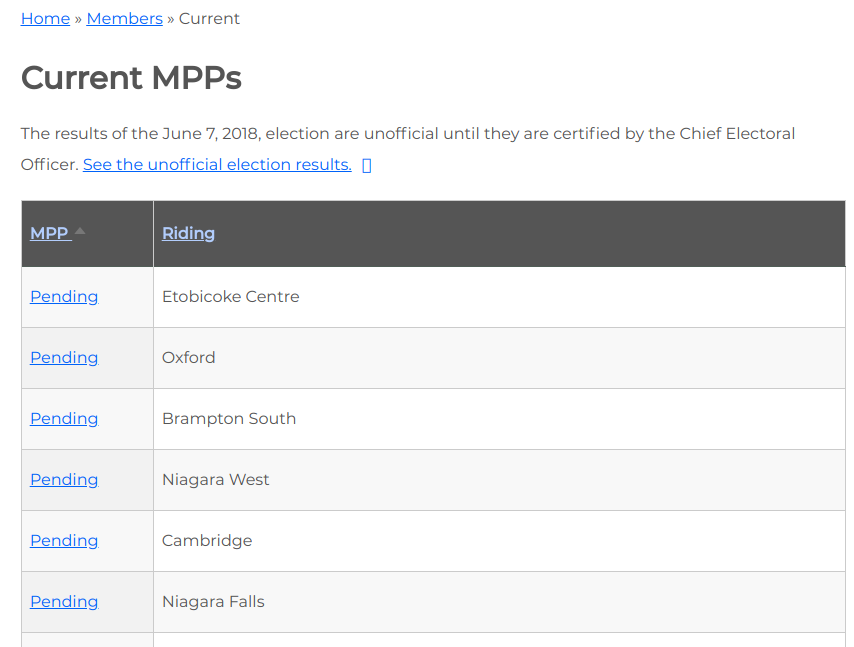 Home » Members » Current
Current MPPs
The results of the June 7, 2018, election are unofficial until they are certified by the Chief Electoral
Officer. See the unofficial election results.
MPP Riding
Pending Etobicoke Centre
Pending Oxford
Pending Brampton South
Pending Niagara West
Pending Cambridge
Pending Niagara Falls